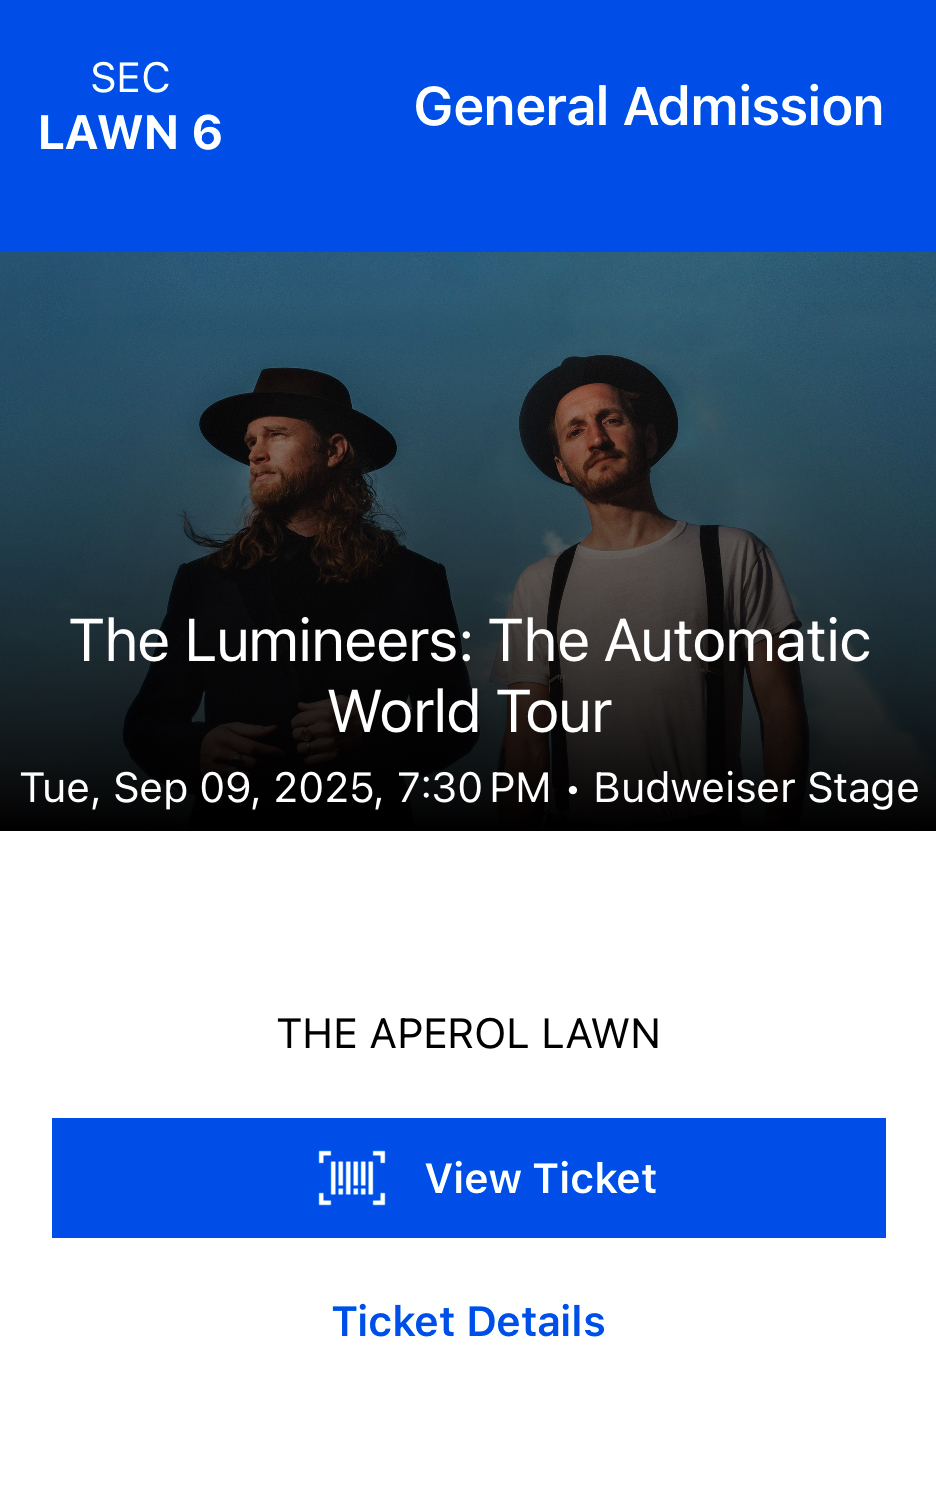 SEC
LAWN 6
General Admission
The Lumineers: The Automatic
World Tour
Tue, Sep 09, 2025, 7:30 PM • Budweiser Stage
THE APEROL LAWN
View Ticket
Ticket Details